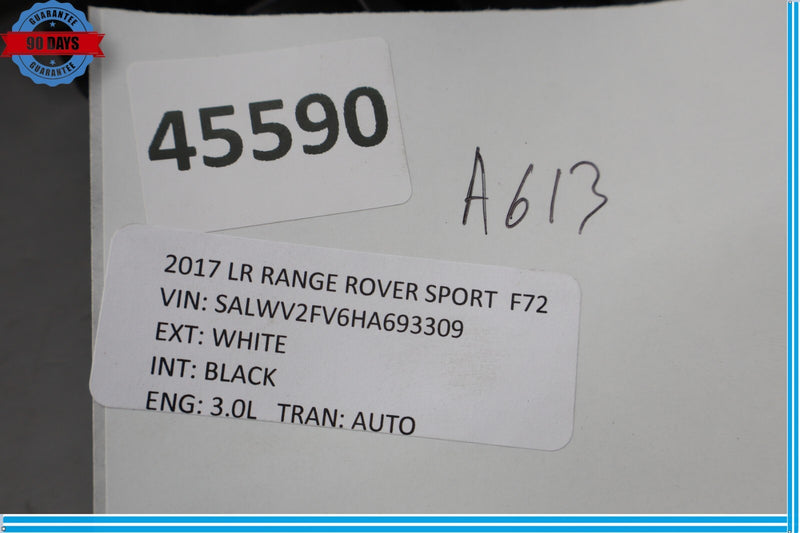 GUARANTEE
90 DAYS
GUARANTEE
45590
A613
2017 LR RANGE ROVER SPORT F72
VIN: SALWV2FV6HA693309
EXT: WHITE
INT: BLACK
ENG: 3.0L TRAN: AUTO